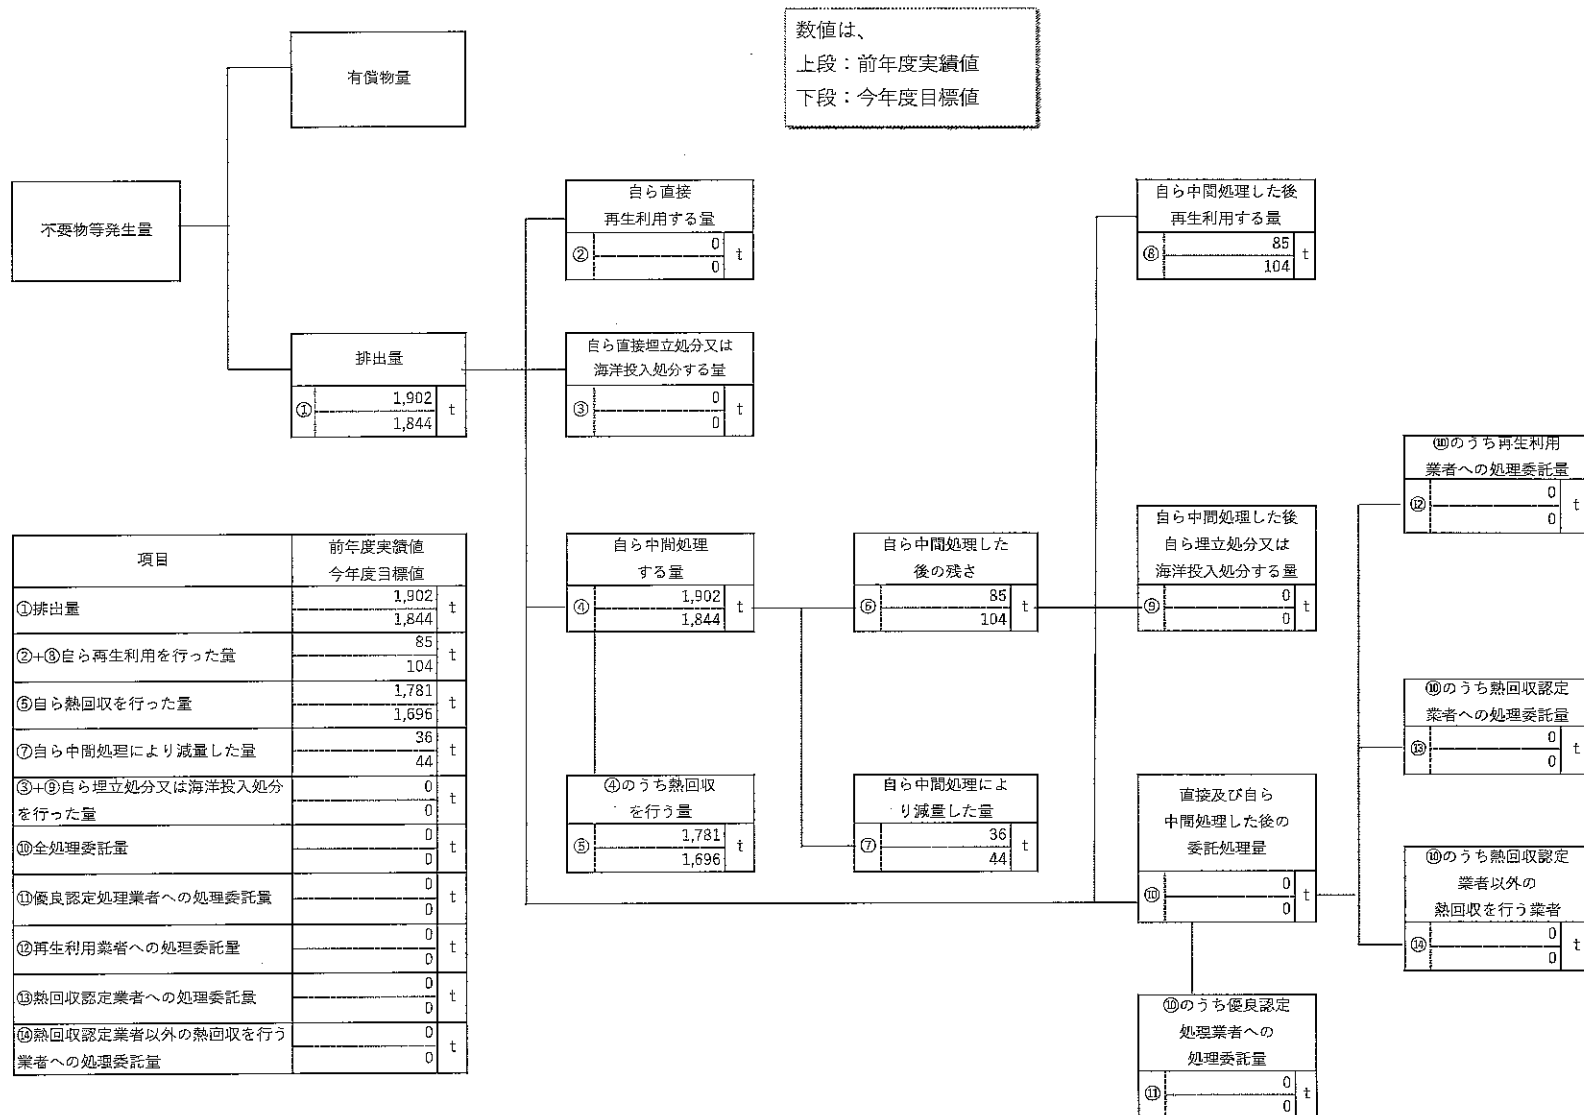 数値は、
上段：前年度実績値
下段：今年度目標値
有償物量
不要物等発生量
排出量
①
1,902
1,844
t
自ら直接
再生利用する量
②
0
0
t
自ら直接埋立処分又は
海洋投入処分する量
③
0
0
t
自ら中間処理
する量
④
1,902
1,844
t
④のうち熱回収
を行う量
⑤
1,781
1,696
t
自ら中間処理した
後の残さ
⑥
85
104
t
自ら中間処理によ
り減量した量
⑦
36
44
t
自ら中間処理した後
再生利用する量
⑧
85
104
t
自ら中間処理した後
自ら埋立処分又は
海洋投入処分する量
⑨
0
0
t
直接及び自ら
中間処理した後の
委託処理量
⑩
0
0
t
⑩のうち優良認定
処理業者への
処理委託量
⑪
0
0
t
⑩のうち再生利用
業者への処理委託量
⑫
0
0
t
⑩のうち熱回収認定
業者への処理委託量
⑬
0
0
t
⑩のうち熱回収認定
業者以外の
熱回収を行う業者
⑭
0
0
t
項目
前年度実績値
今年度目標値
①排出量
1,902
1,844
t
②+⑧自ら再生利用を行った量
85
104
t
⑤自ら熱回収を行った量
1,781
1,696
t
⑦自ら中間処理により減量した量
36
44
t
③+⑨自ら埋立処分又は海洋投入処分
を行った量
0
0
t
⑩全処理委託量
0
0
t
⑪優良認定処理業者への処理委託量
0
0
t
⑫再生利用業者への処理委託量
0
0
t
⑬熱回収認定業者への処理委託量
0
0
t
⑭熱回収認定業者以外の熱回収を行う
業者への処理委託量
0
0
t